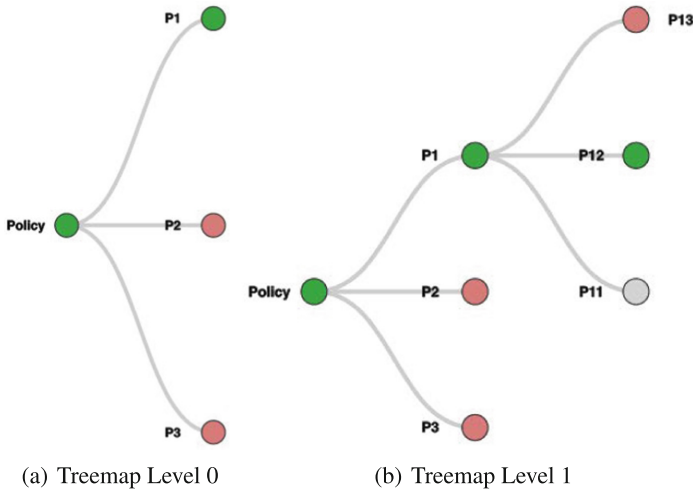 P1
Policy
P2
P3
(a) Treemap Level 0
P13
P1
P12
Policy
P2
P11
P3
(b) Treemap Level 1